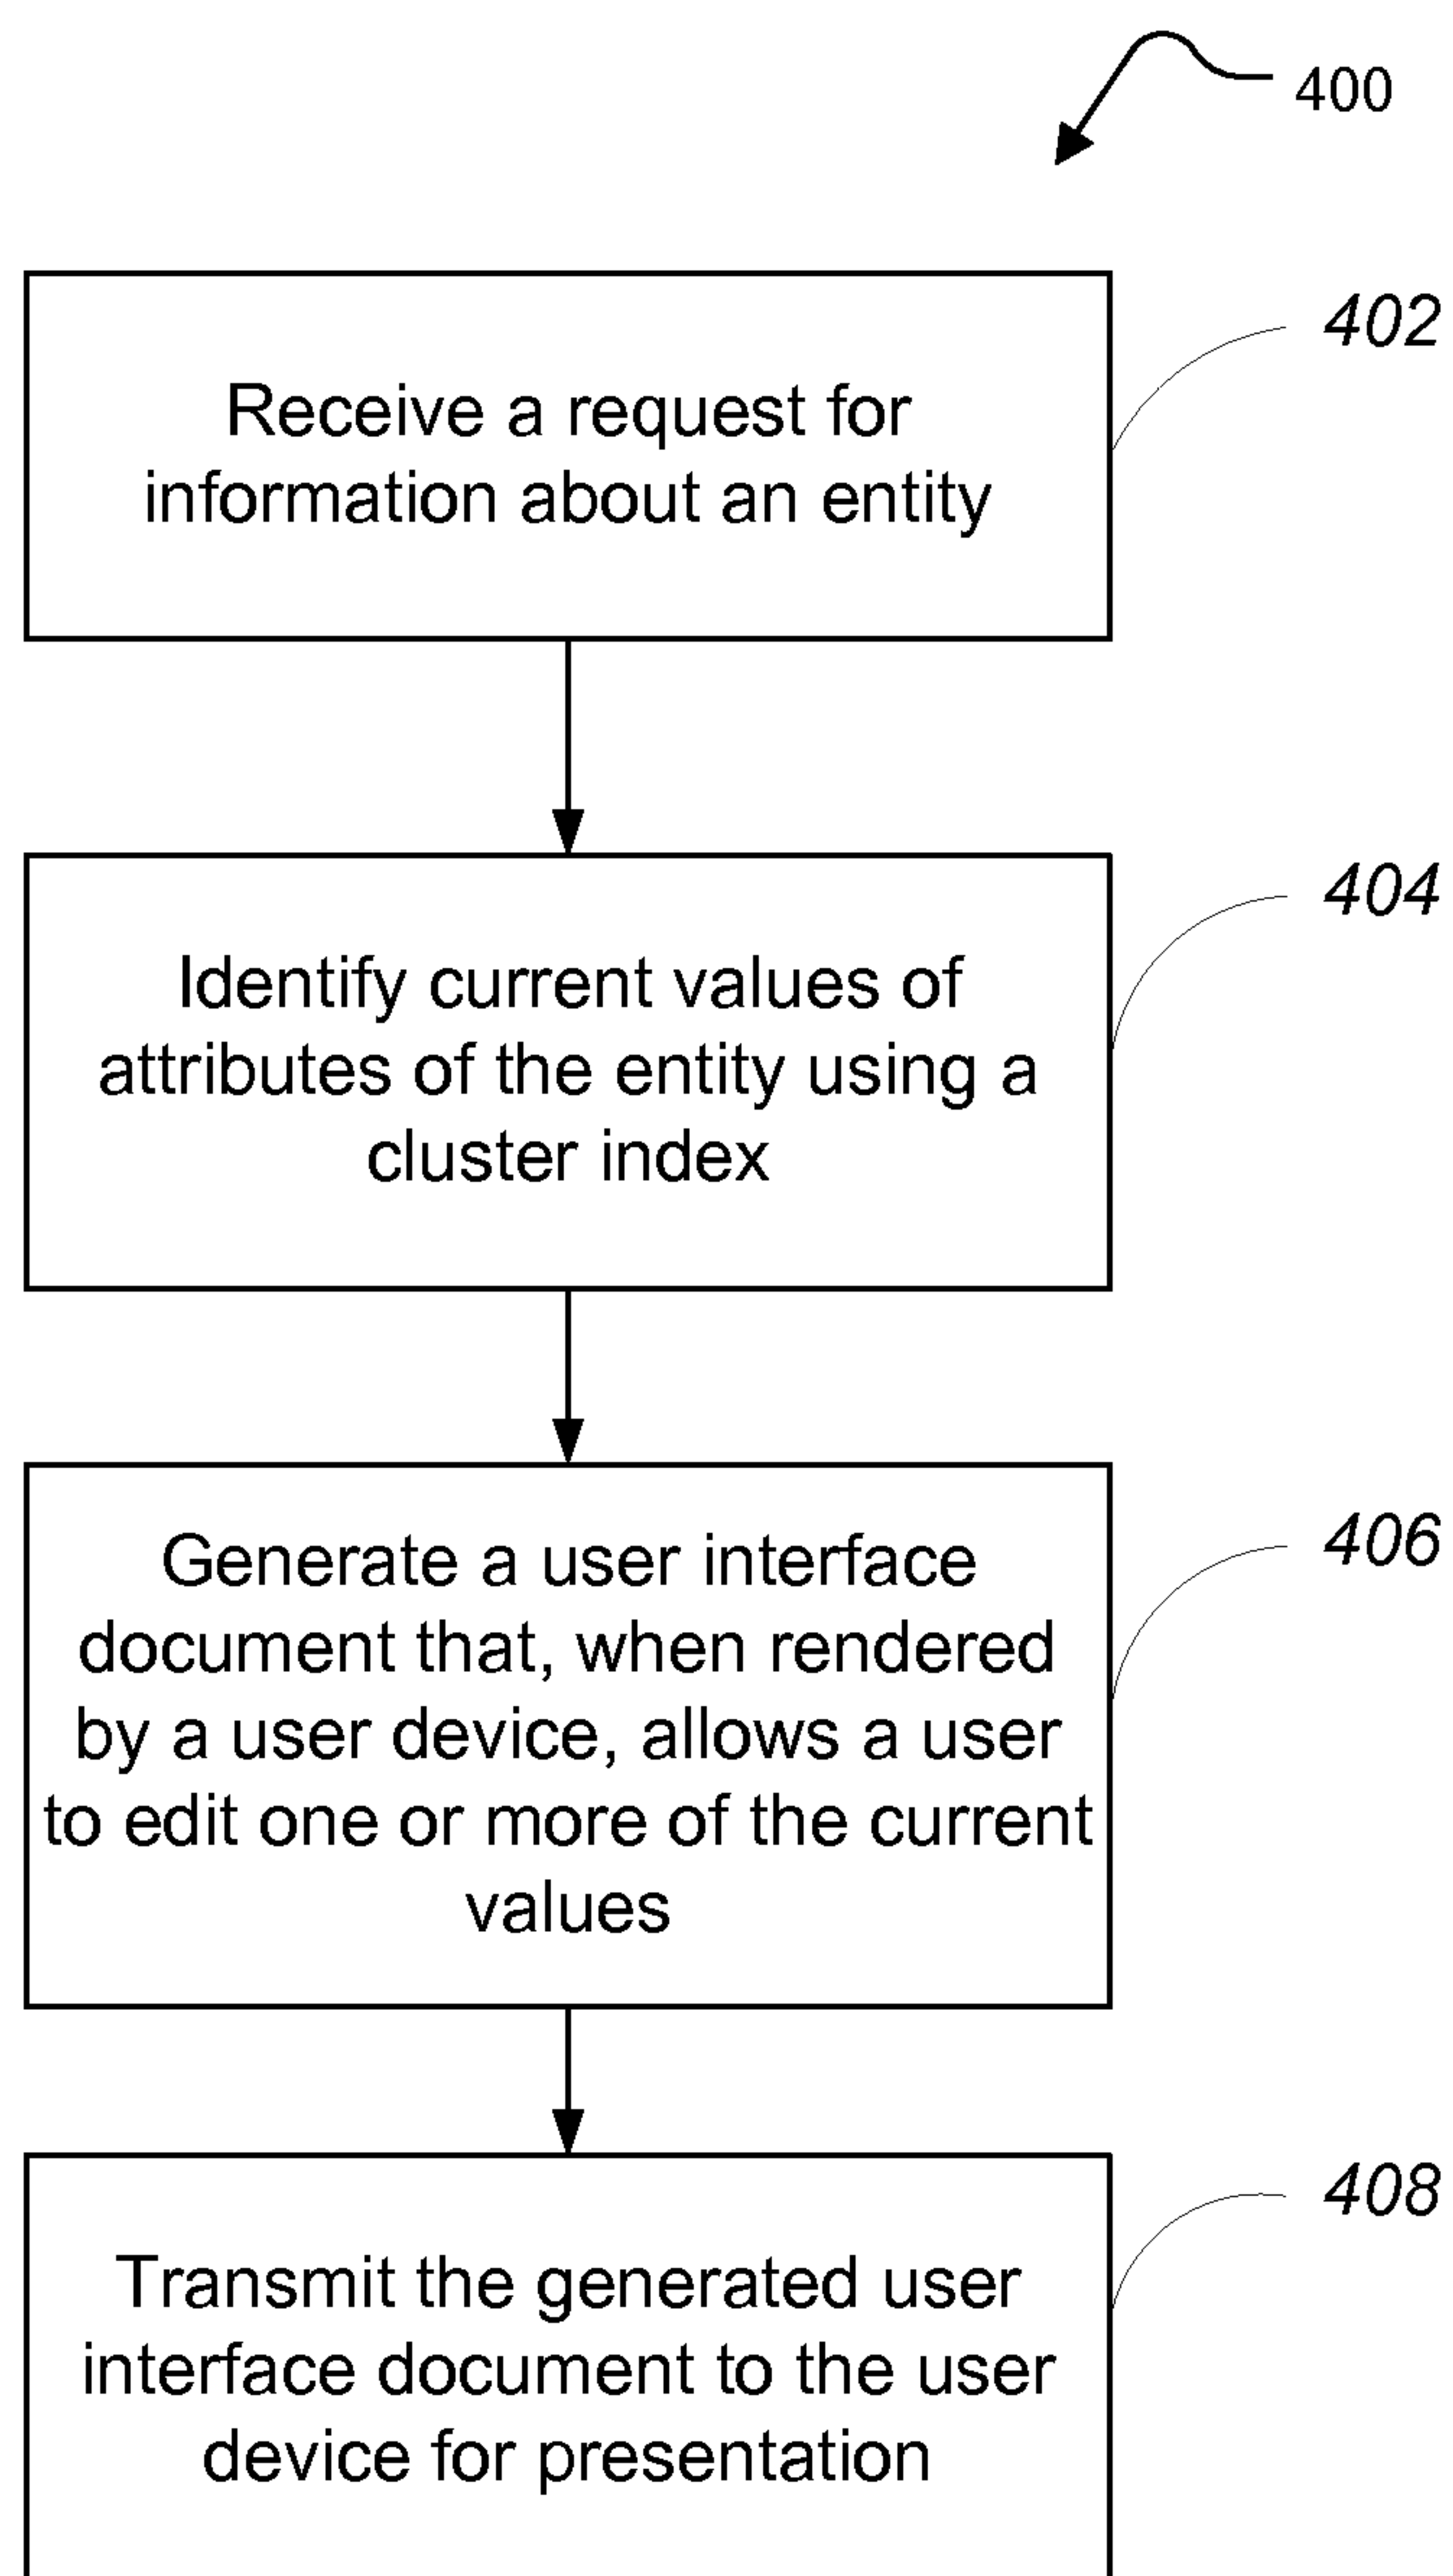 400
402
Receive a request for
information about an entity
404
Identify current values of
attributes of the entity using a
cluster index
406
Generate a user interface
document that, when rendered
by a user device, allows a user
to edit one or more of the current
values
408
Transmit the generated user
interface document to the user
device for presentation